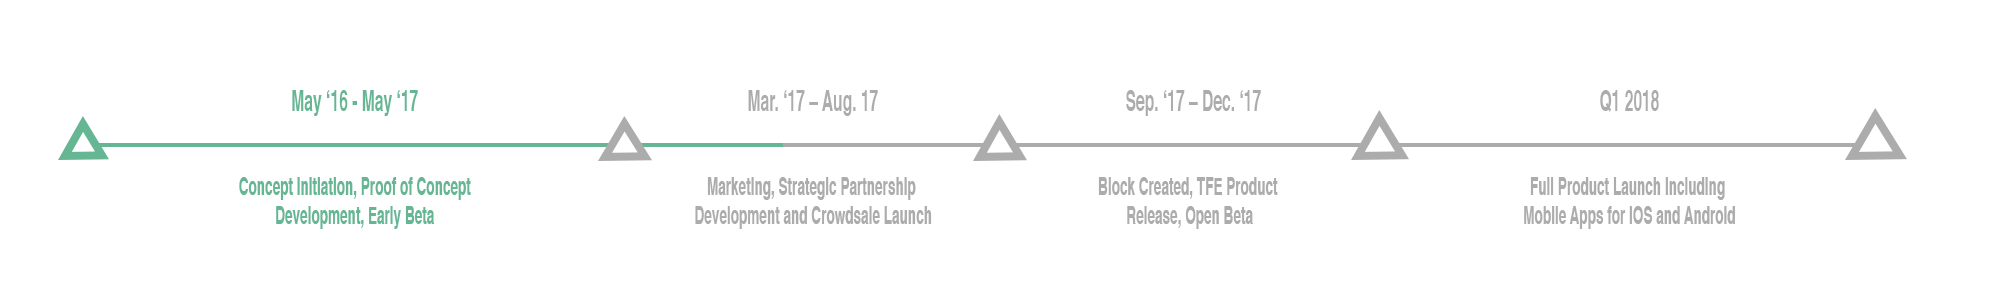 May ‘16 - May ‘17
Mar. ‘17 – Aug. 17
Sep. ‘17 – Dec. ‘17
Q1 2018
Concept Initiation, Proof of Concept
Development, Early Beta
Marketing, Strategic Partnership
Development and Crowdsale Launch
Block Created, TFE Product
Release, Open Beta
Full Product Launch Including
Mobile Apps for iOS and Android